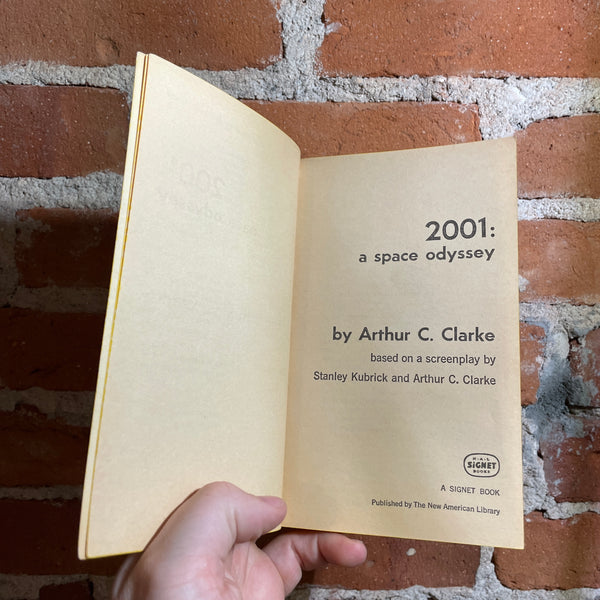 2001:
a space odyssey
by Arthur C. Clarke
based on a screenplay by
Stanley Kubrick and Arthur C. Clarke
SIGNET
BOOKS
A SIGNET BOOK
Published by The New American Library